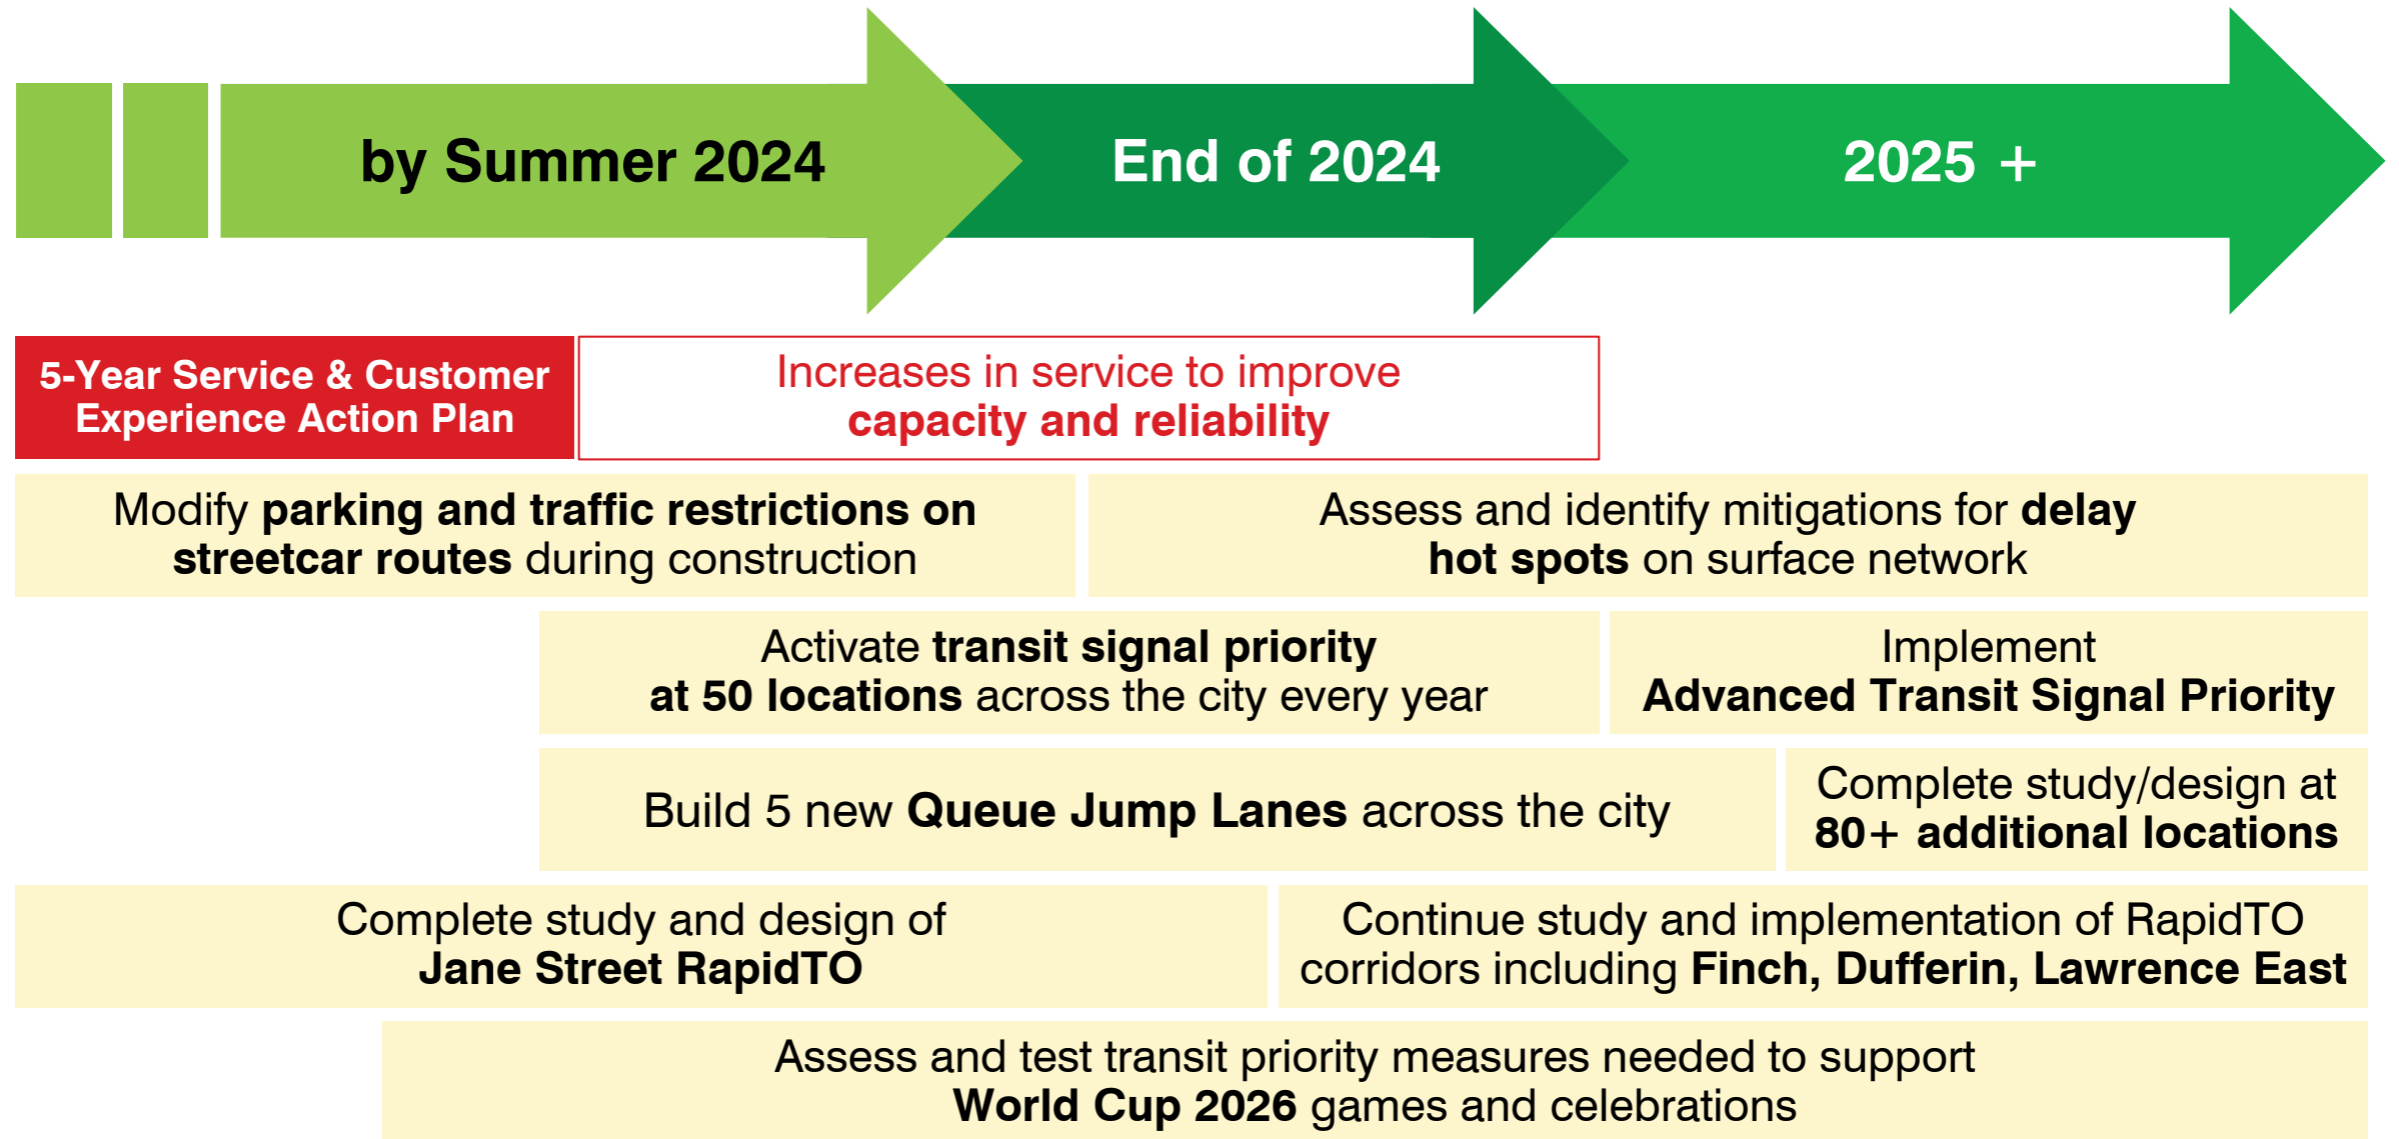 by Summer 2024
End of 2024
2025 +
5-Year Service & Customer
Experience Action Plan
Increases in service to improve
capacity and reliability
Modify parking and traffic restrictions on
streetcar routes during construction
Assess and identify mitigations for delay
hot spots on surface network
Activate transit signal priority
at 50 locations across the city every year
Implement
Advanced Transit Signal Priority
Build 5 new Queue Jump Lanes across the city
Complete study/design at
80+ additional locations
Complete study and design of
Jane Street RapidTO
Continue study and implementation of RapidTO
corridors including Finch, Dufferin, Lawrence East
Assess and test transit priority measures needed to support
World Cup 2026 games and celebrations